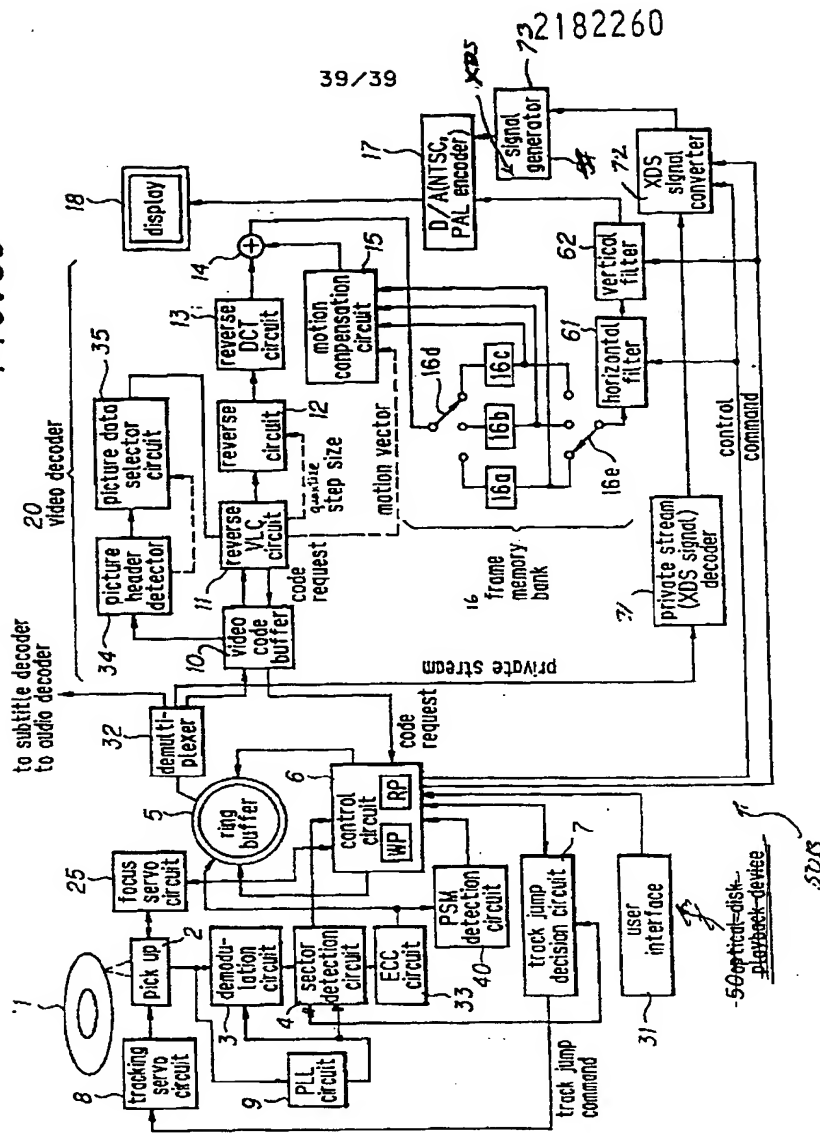 2182260
39/39
20
video decoder
34
picture
header
detector
35
picture data
selector
circuit
18
display
14
+
13
reverse
DCT
circuit
reverse
circuit
12
11
reverse
VLC
circuit
quantize
step size
code request
motion vector
motion
conpensation
circuit
15
17
D/A(NTSC,
PAL encoder)
XDS
signal
generator
73
XDS
signal
converter
72
16d
16a
16b
16c
16e
16
frame
memory
bank
horizontal
filter
61
vertical
filter
62
control
command
private stream
(XDS signal)
decoder
to subtitle decoder
to audio decoder
32
demulti-
plexer
video code
buffer
10
private stream
code
request
5
ring
buffer
6
control
circuit
WP
RP
25
focus
servo
circuit
1
pick up
2
8
tracking
servo
circuit
demodu-
lation
circuit
3
sector
detection
circuit
4
ECC
circuit
33
9
PLL
circuit
PSM
detection
circuit
40
track jump
decision circuit
7
track jump
command
user
interface
31
50 optical disk
playback device